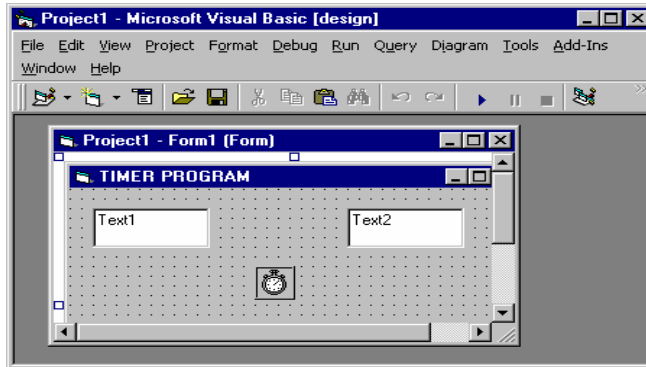 Project1 - Microsoft Visual Basic [design]
File Edit View Project Format Debug Run Query Diagram Tools Add-Ins
Window Help
Project1 - Form1 (Form)
TIMER PROGRAM
Text1 Text2